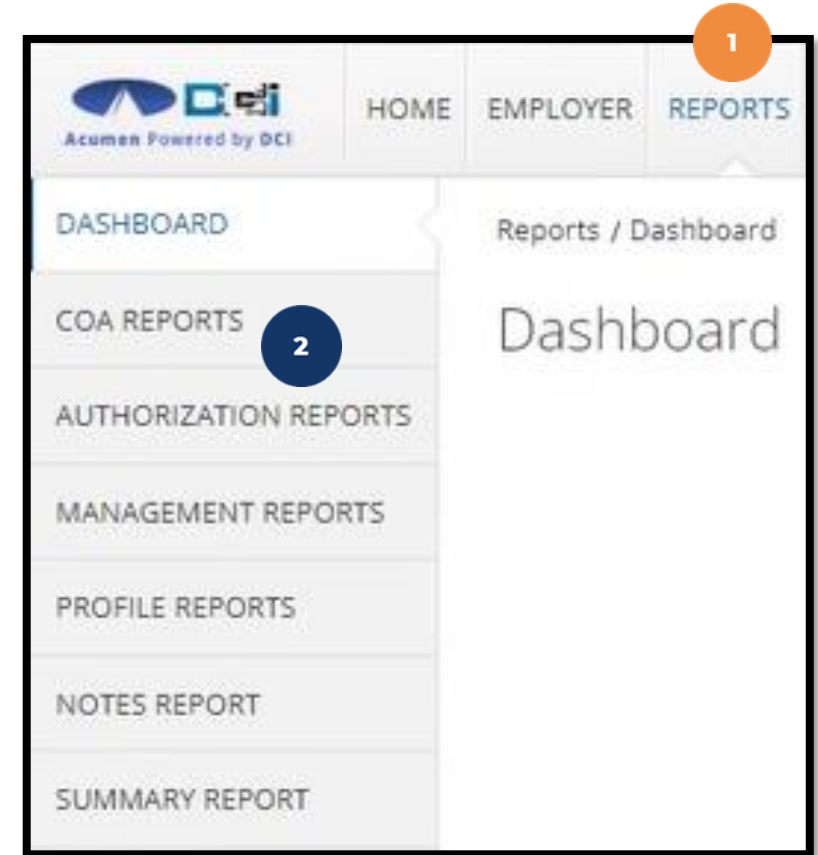 1
DCi
Acumen Powered by DCI
HOME EMPLOYER REPORTS
DASHBOARD
Reports / Dashboard
COA REPORTS
2
Dashboard
AUTHORIZATION REPORTS
MANAGEMENT REPORTS
PROFILE REPORTS
NOTES REPORT
SUMMARY REPORT